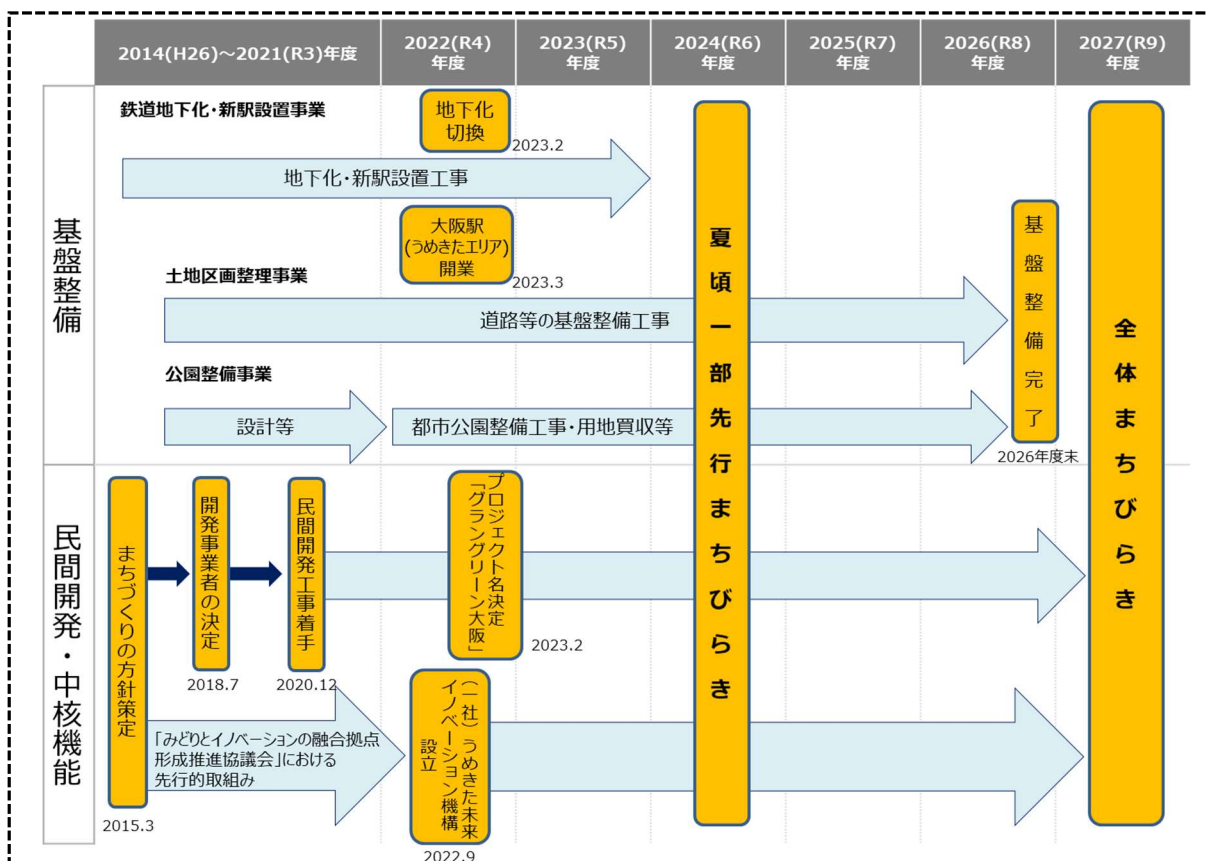 2014(H26)～2021(R3)年度
2022(R4)
年度
2023(R5)
年度
2024(R6)
年度
2025(R7)
年度
2026(R8)
年度
2027(R9)
年度
基盤整備
鉄道地下化・新駅設置事業
地下化
切換
2023.2
地下化・新駅設置工事
大阪駅
(うめきたエリア)
開業
2023.3
土地区画整理事業
道路等の基盤整備工事
公園整備事業
設計等
都市公園整備工事・用地買収等
基盤整備完了
2026年度末
夏頃一部先行まちびらき
全体まちびらき
民間開発・中核機能
まちづくりの方針策定
2015.3
開発事業者の決定
2018.7
民間開発工事着手
2020.12
プロジェクト名決定
「グラングリーン大阪」
2023.2
「みどりとイノベーションの融合拠点
形成推進協議会」における
先行的取組み
(一社)うめきた未来
イノベーション機構
設立
2022.9